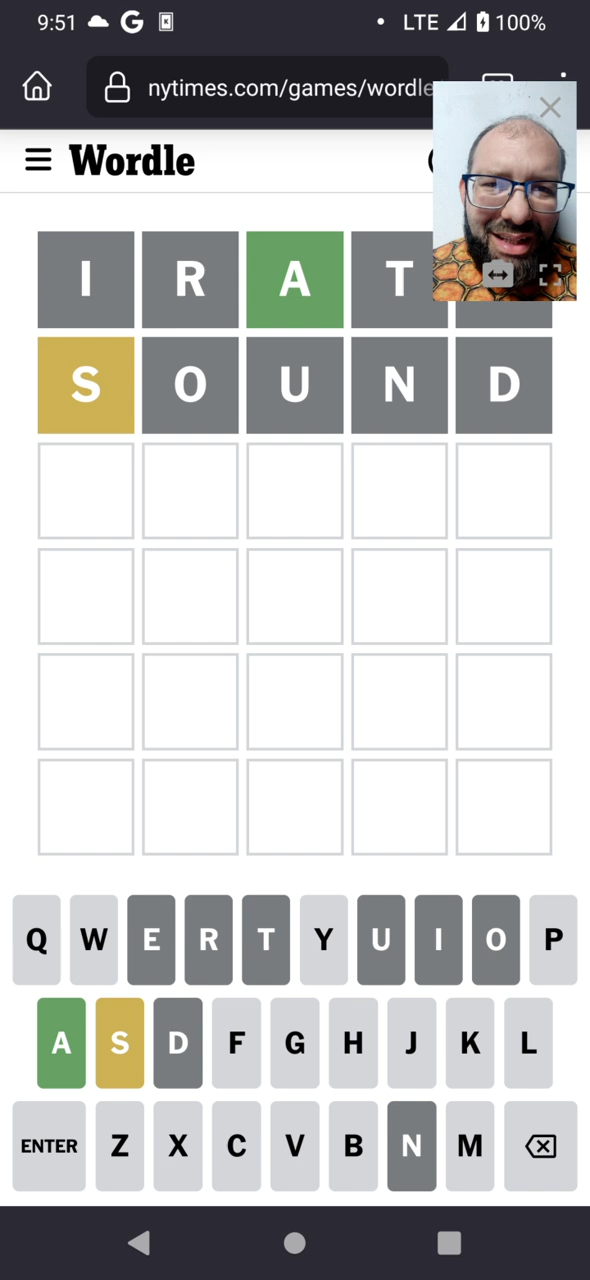 9:51 G LTE 100%
nytimes.com/games/wordle
Wordle
I R A T
S O U N D
Q W E R T Y U I O P
A S D F G H J K L
ENTER Z X C V B N M